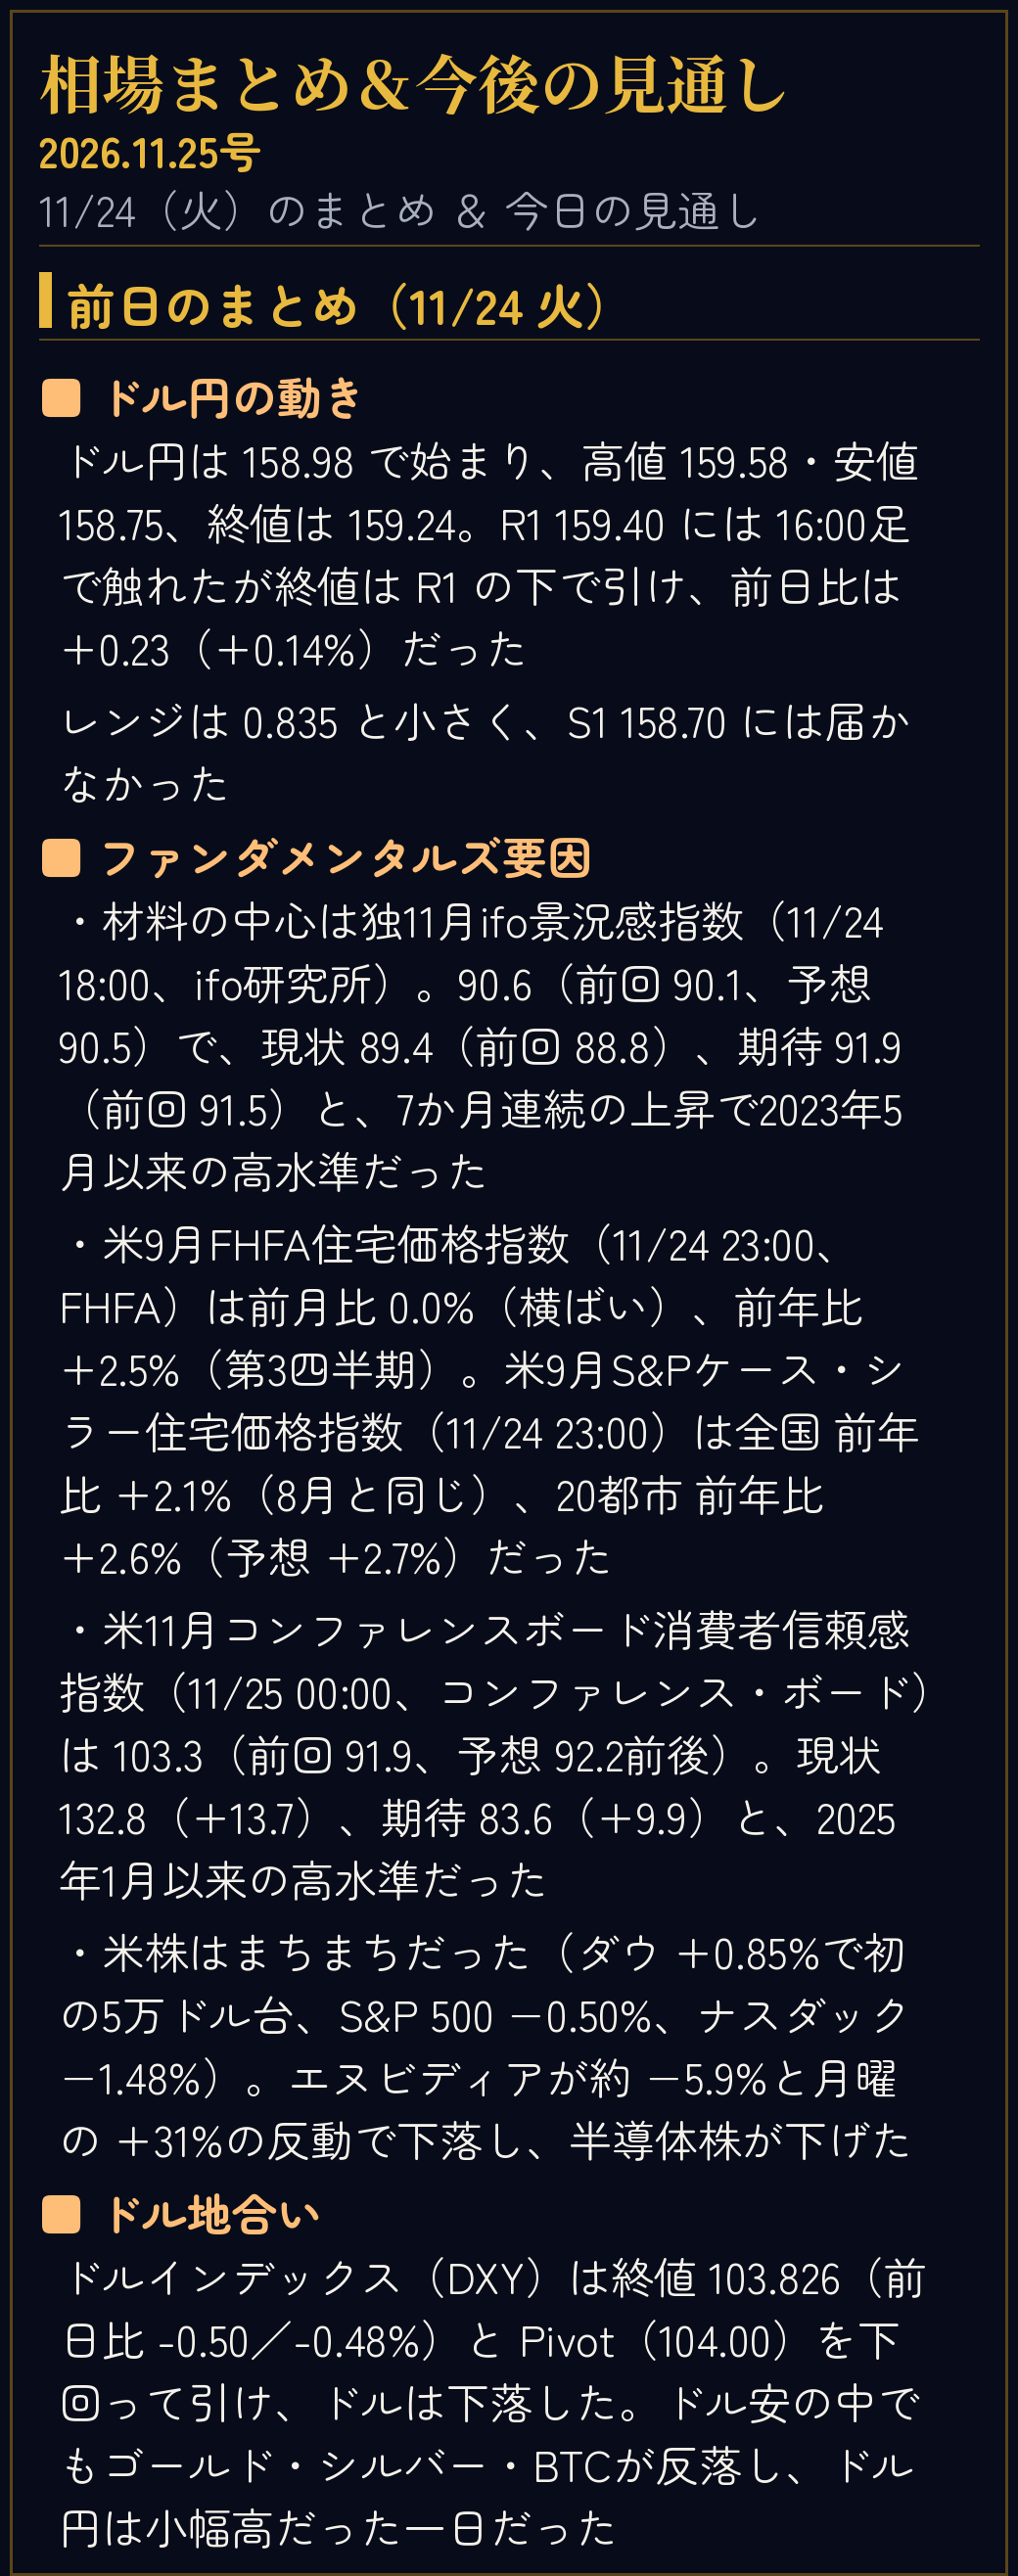 相場まとめ＆今後の見通し
2026.11.25号
11/24（火）のまとめ ＆ 今日の見通し
前日のまとめ（11/24 火）
■ ドル円の動き
ドル円は 158.98 で始まり、高値 159.58・安値
158.75、終値は 159.24。R1 159.40 には 16:00足
で触れたが終値は R1 の下で引け、前日比は
+0.23（+0.14%）だった
レンジは 0.835 と小さく、S1 158.70 には届か
なかった
■ ファンダメンタルズ要因
・材料の中心は独11月ifo景況感指数（11/24
18:00、ifo研究所）。90.6（前回 90.1、予想
90.5）で、現状 89.4（前回 88.8）、期待 91.9
（前回 91.5）と、7か月連続の上昇で2023年5
月以来の高水準だった
・米9月FHFA住宅価格指数（11/24 23:00、
FHFA）は前月比 0.0%（横ばい）、前年比
+2.5%（第3四半期）。米9月S&Pケース・シ
ラー住宅価格指数（11/24 23:00）は全国 前年
比 +2.1%（8月と同じ）、20都市 前年比
+2.6%（予想 +2.7%）だった
・米11月コンファレンスボード消費者信頼感
指数（11/25 00:00、コンファレンス・ボード）
は 103.3（前回 91.9、予想 92.2前後）。現状
132.8（+13.7）、期待 83.6（+9.9）と、2025
年1月以来の高水準だった
・米株はまちまちだった（ダウ +0.85%で初
の5万ドル台、S&P 500 −0.50%、ナスダック
−1.48%）。エヌビディアが約 −5.9%と月曜
の +31%の反動で下落し、半導体株が下げた
■ ドル地合い
ドルインデックス（DXY）は終値 103.826（前
日比 -0.50／-0.48%）と Pivot（104.00）を下
回って引け、ドルは下落した。ドル安の中で
もゴールド・シルバー・BTCが反落し、ドル
円は小幅高だった一日だった